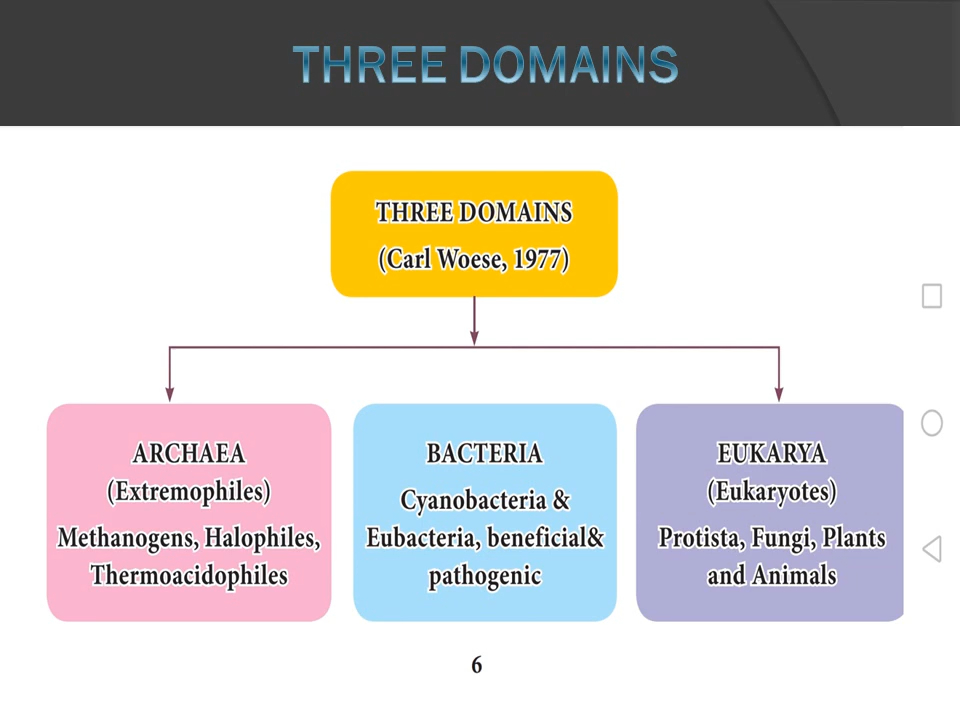 THREE DOMAINS
THREE DOMAINS
(Carl Woese, 1977)
ARCHAEA
(Extremophiles)
Methanogens, Halophiles,
Thermoacidophiles
BACTERIA
Cyanobacteria &
Eubacteria, beneficial&
pathogenic
EUKARYA
(Eukaryotes)
Protista, Fungi, Plants
and Animals
6